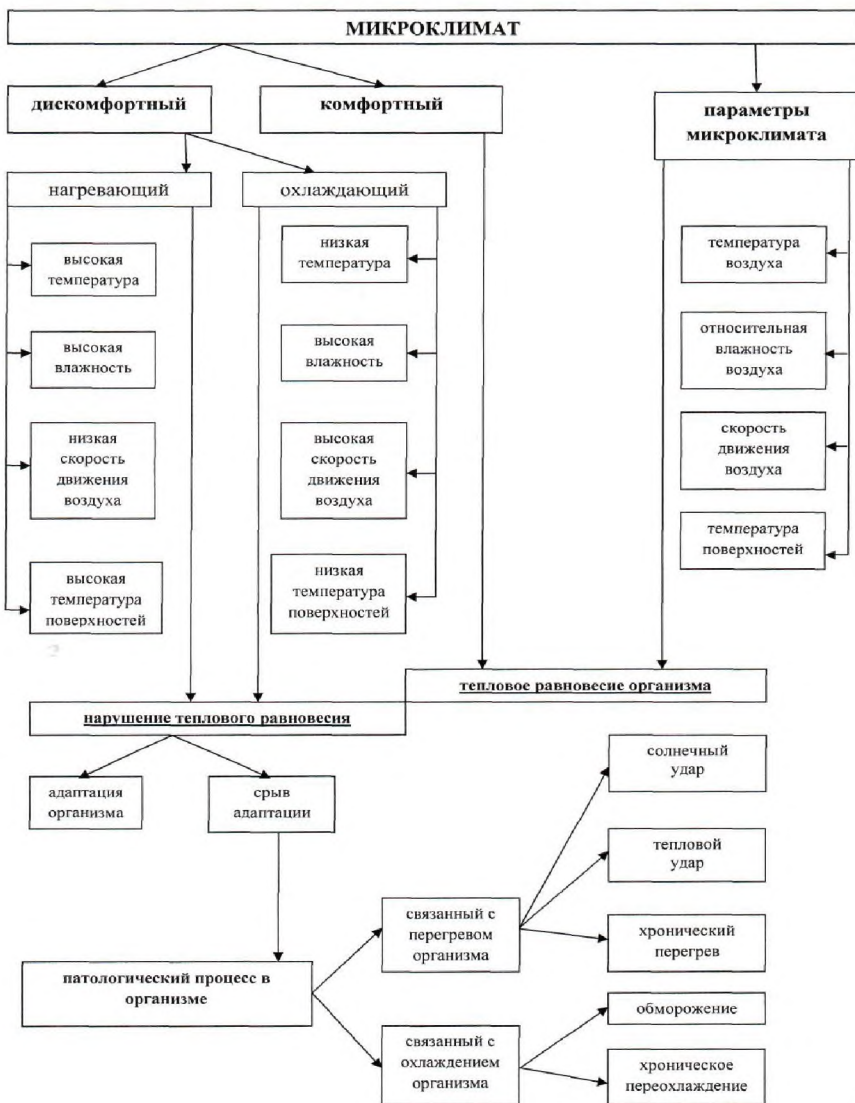 МИКРОКЛИМАТ
дискомфортный
комфортный
параметры
микроклимата
нагревающий
охлаждающий
высокая
температура
низкая
температура
температура
воздуха
высокая
влажность
высокая
влажность
относительная
влажность
воздуха
низкая
скорость
движения
воздуха
высокая
скорость
движения
воздуха
скорость
движения
воздуха
высокая
температура
поверхностей
низкая
температура
поверхностей
температура
поверхностей
тепловое равновесие организма
нарушение теплового равновесия
адаптация
организма
срыв
адаптации
солнечный
удар
тепловой
удар
связанный с
перегревом
организма
хронический
перегрев
патологический процесс в
организме
обморожение
связанный с
охлаждением
организма
хроническое
переохлаждение